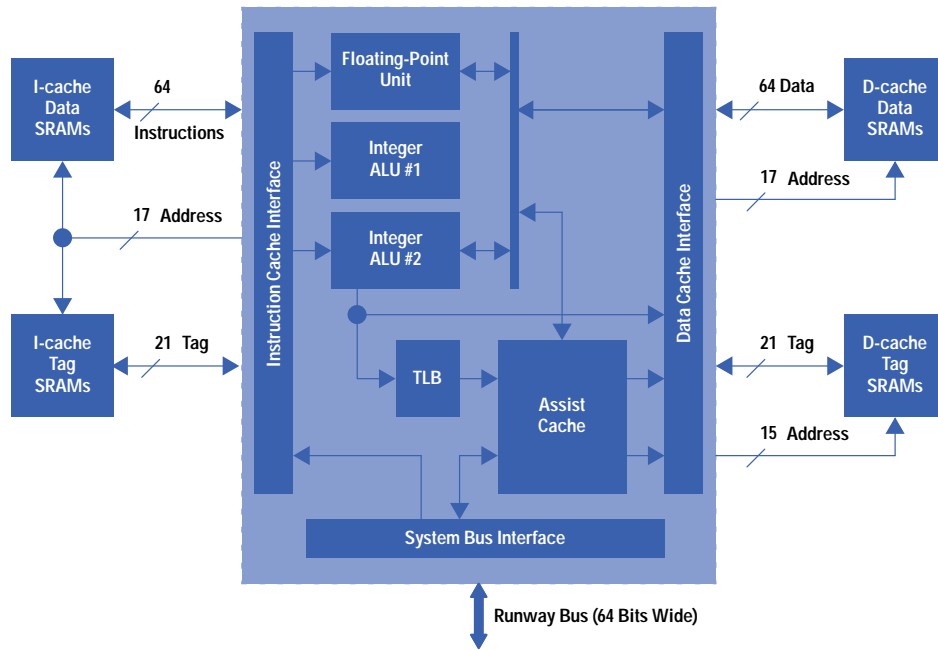 Floating-Point
Unit
I-cache
Data
SRAMs
64
Instructions
64 Data
D-cache
Data
SRAMs
Integer
ALU #1
17 Address
17 Address
Integer
ALU #2
Instruction Cache Interface
Data Cache Interface
I-cache
Tag
SRAMs
21 Tag
TLB
Assist
Cache
21 Tag
D-cache
Tag
SRAMs
15 Address
System Bus Interface
Runway Bus (64 Bits Wide)